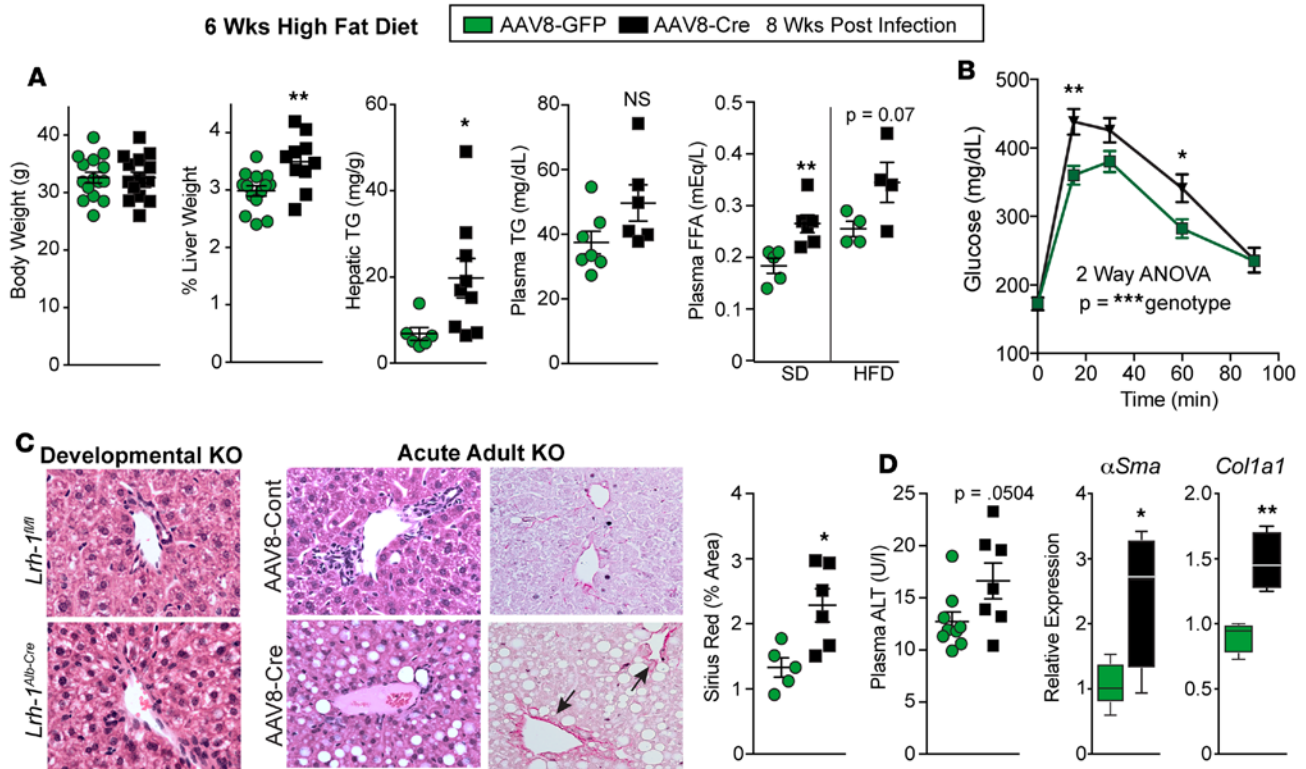 6 Wks High Fat Diet
AAV8-GFP AAV8-Cre 8 Wks Post Infection
A
Body Weight (g)
40
30
20
10
0
% Liver Weight
5
4
3
2
1
0
**
Hepatic TG (mg/g)
60
40
20
0
*
Plasma TG (mg/dL)
80
60
40
20
0
NS
Plasma FFA (mEq/L)
0.5
0.4
0.3
0.2
0.1
0
**
p = 0.07
SD
HFD
B
Glucose (mg/dL)
500
400
300
200
100
**
*
2 Way ANOVA
p = ***genotype
0 20 40 60 80 100
Time (min)
C
Developmental KO
Acute Adult KO
Lrh-1fl/fl
Lrh-1Alb-Cre
AAV8-Cont
AAV8-Cre
Sirius Red (% Area)
4
3
2
1
0
*
D
Plasma ALT (U/l)
25
20
15
10
5
0
p = .0504
Relative Expression
αSma
4
3
2
1
0
*
Col1a1
2.0
1.5
1.0
0.5
0
**